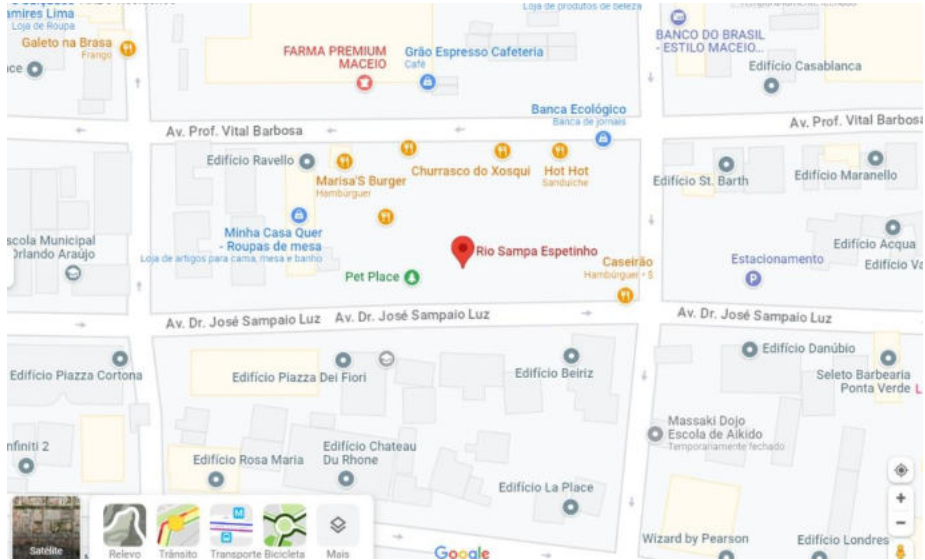 amires Lima
Loja de Roupa
Loja de produtos de beleza
Galeto na Brasa
Frango
FARMA PREMIUM
MACEIO
Grão Espresso Cafeteria
Café
BANCO DO BRASIL
- ESTILO MACEIO...
Edifício Casablanca
Banca Ecológico
Banca de jornais
Av. Prof. Vital Barbosa
Av. Prof. Vital Barbosa
Edifício Ravello
Marisa'S Burger
Hambúrguer
Churrasco do Xosqui
Hot Hot
Sanduíche
Edifício St. Barth
Edifício Maranello
Minha Casa Quer
- Roupas de mesa
Loja de artigos para cama, mesa e banho
scola Municipal
Orlando Araújo
Rio Sampa Espetinho
Pet Place
Caseirão
Hambúrguer • $
Estacionamento
P
Edifício Acqua
Edifício Va
Av. Dr. José Sampaio Luz
Av. Dr. José Sampaio Luz
Av. Dr. José Sampaio Luz
Edifício Piazza Cortona
Edifício Piazza Dei Fiori
Edifício Beiriz
Edifício Danúbio
Seleto Barbearia
Ponta Verde
Massaki Dojo
Escola de Aikido
Temporariamente fechado
nfiniti 2
Edifício Rosa Maria
Edifício Chateau
Du Rhone
Edifício La Place
Wizard by Pearson
Edifício Londres
Satélite
Relevo
Trânsito
Transporte
Bicicleta
Mais
Google